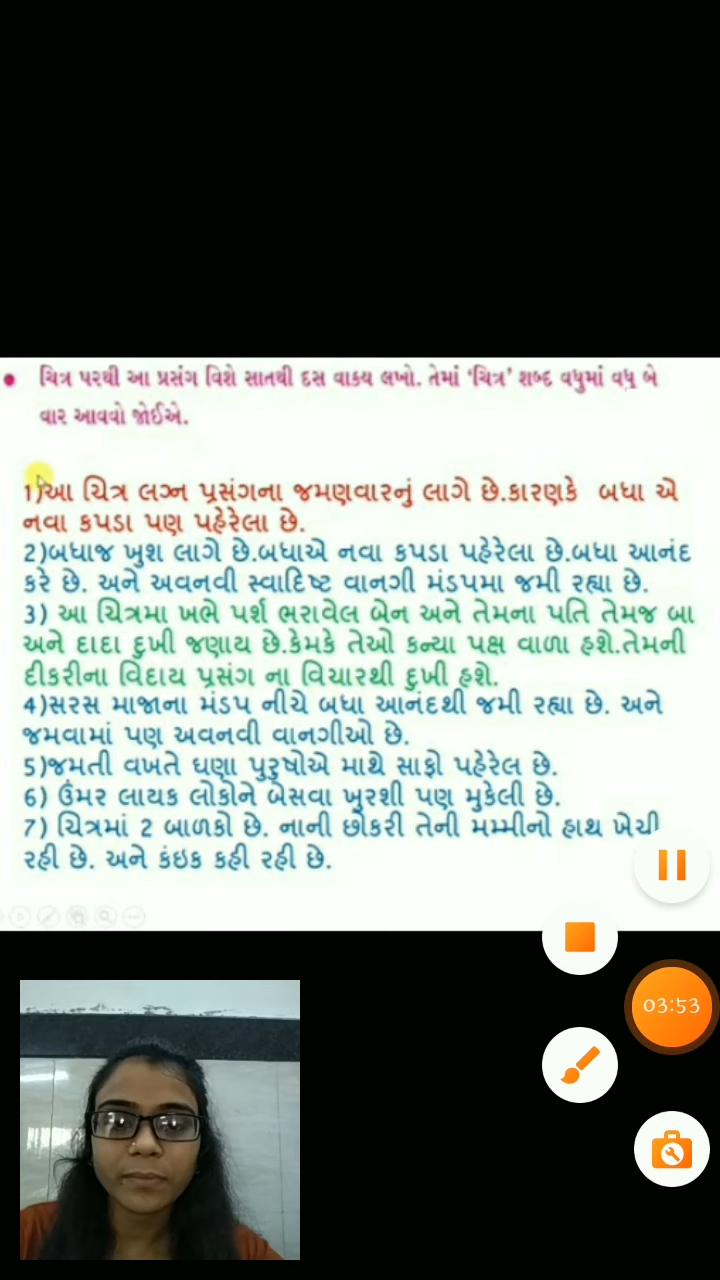 ● ચિત્ર પરથી આ પ્રસંગ વિશે સાતથી દસ વાક્ય લખો. તેમાં ‘ચિત્ર’ શબ્દ વધુમાં વધુ બે
વાર આવવો જોઈએ.
1)આ ચિત્ર લગ્ન પ્રસંગના જમણવારનું લાગે છે.કારણકે બધા એ
નવા કપડા પણ પહેરેલા છે.
2)બધાજ ખુશ લાગે છે.બધાએ નવા કપડા પહેરેલા છે.બધા આનંદ
કરે છે. અને અવનવી સ્વાદિષ્ટ વાનગી મંડપમા જમી રહ્યા છે.
3) આ ચિત્રમા ખભે પર્શ ભરાવેલ બેન અને તેમના પતિ તેમજ બા
અને દાદા દુખી જણાય છે.કેમકે તેઓ કન્યા પક્ષ વાળા હશે.તેમની
દીકરીના વિદાય પ્રસંગ ના વિચારથી દુખી હશે.
4)સરસ માજાના મંડપ નીચે બધા આનંદથી જમી રહ્યા છે. અને
જમવામાં પણ અવનવી વાનગીઓ છે.
5)જમતી વખતે ઘણા પુરુષોએ માથે સાફો પહેરેલ છે.
6) ઉંમર લાયક લોકોને બેસવા ખુરશી પણ મુકેલી છે.
7) ચિત્રમાં 2 બાળકો છે. નાની છોકરી તેની મમ્મીનો હાથ ખેચી
રહી છે. અને કંઇક કહી રહી છે.
03:53